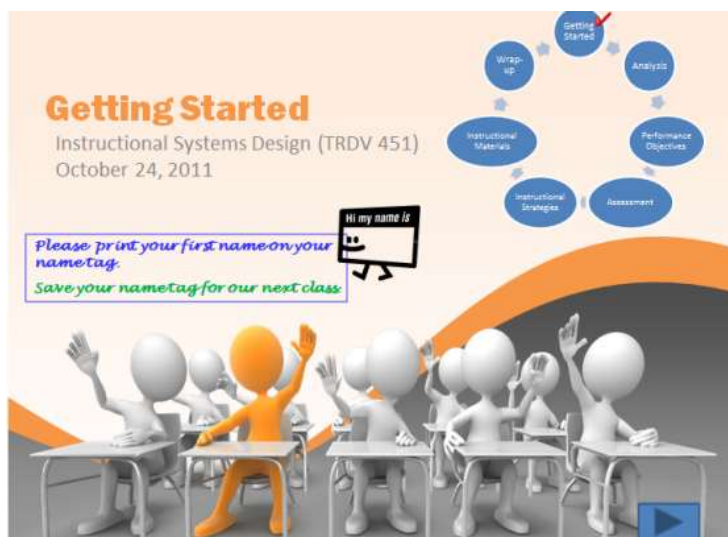 Getting Started
Instructional Systems Design (TRDV 451)
October 24, 2011
Getting
Started
Analysis
Performance
Objectives
Assessment
Instructional
Strategies
Instructional
Materials
Wrap-
up
Hi my name is
Please print your first name on your
name tag.
Save your name tag for our next class